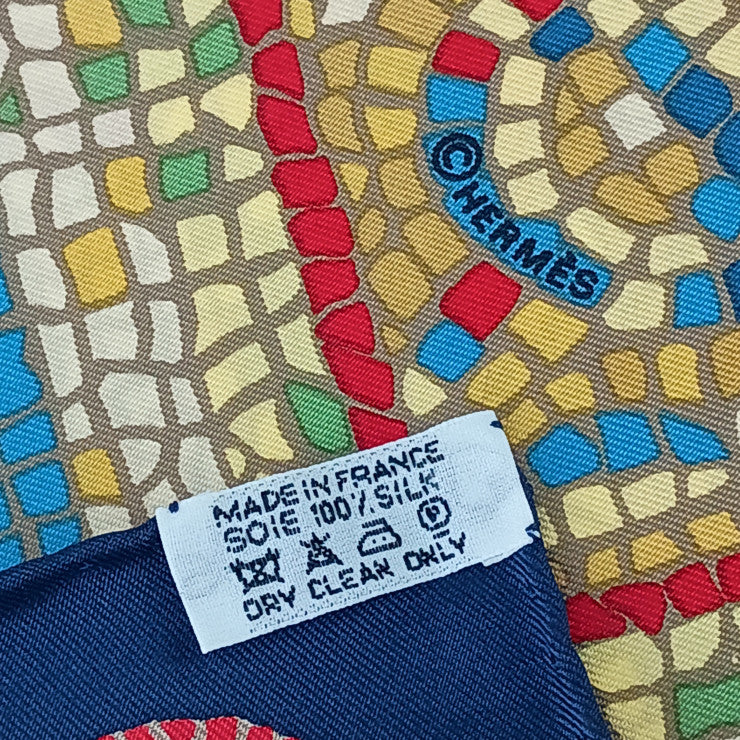 ©HERMÈS
MADE IN FRANCE
SOIE 100% SILK
DRY CLEAN ONLY